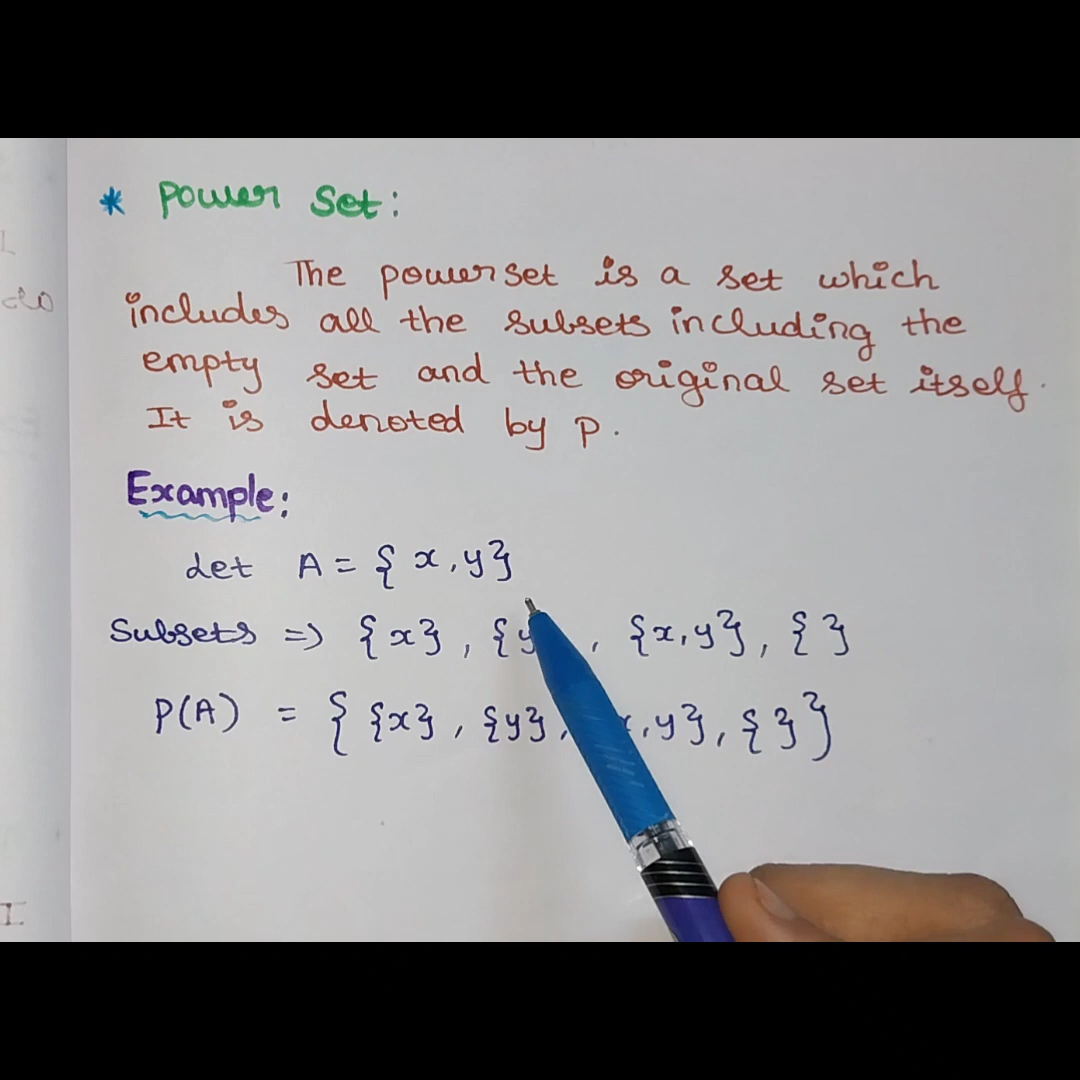 * Power Set:
The powerset is a set which
includes all the subsets including the
empty set and the original set itself.
It is denoted by P.
Example:
Let A = { x, y}
Subsets => {x}, {y , {x, y}, { }
P(A) = { {x}, {y}, x, y}, { } }